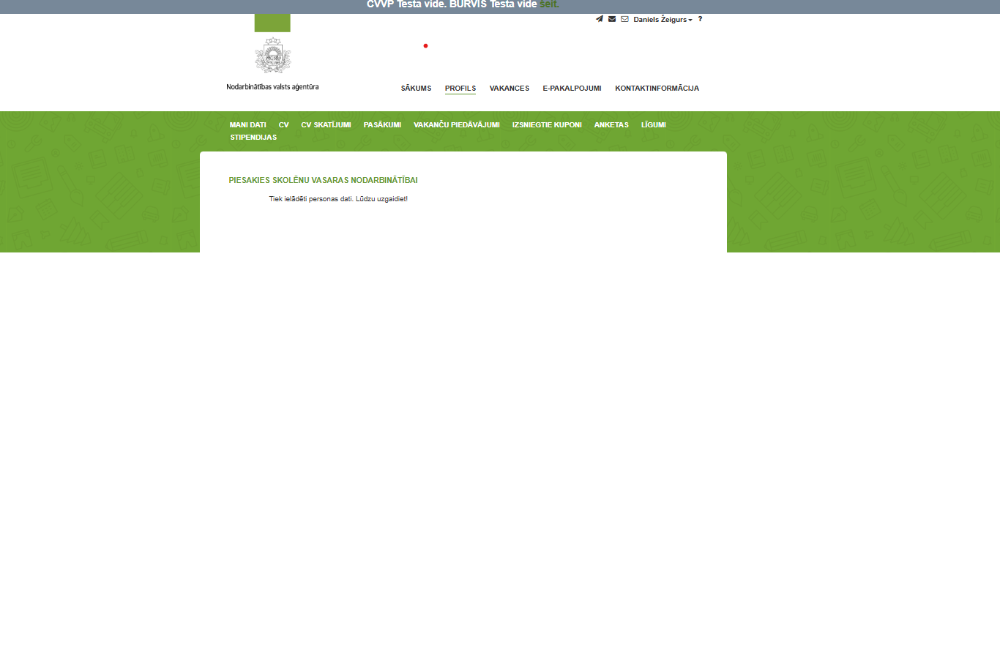 CVVP Testa vide. BURVIS Testa vide šeit.
Daniels Žeigurs ?
Nodarbinātības valsts aģentūra
SĀKUMS PROFILS VAKANCES E-PAKALPOJUMI KONTAKTINFORMĀCIJA
MANI DATI CV CV SKATĪJUMI PASĀKUMI VAKANČU PIEDĀVĀJUMI IZSNIEGTIE KUPONI ANKETAS LĪGUMI
STIPENDIJAS
PIESAKIES SKOLĒNU VASARAS NODARBINĀTĪBAI
Tiek ielādēti personas dati. Lūdzu uzgaidiet!